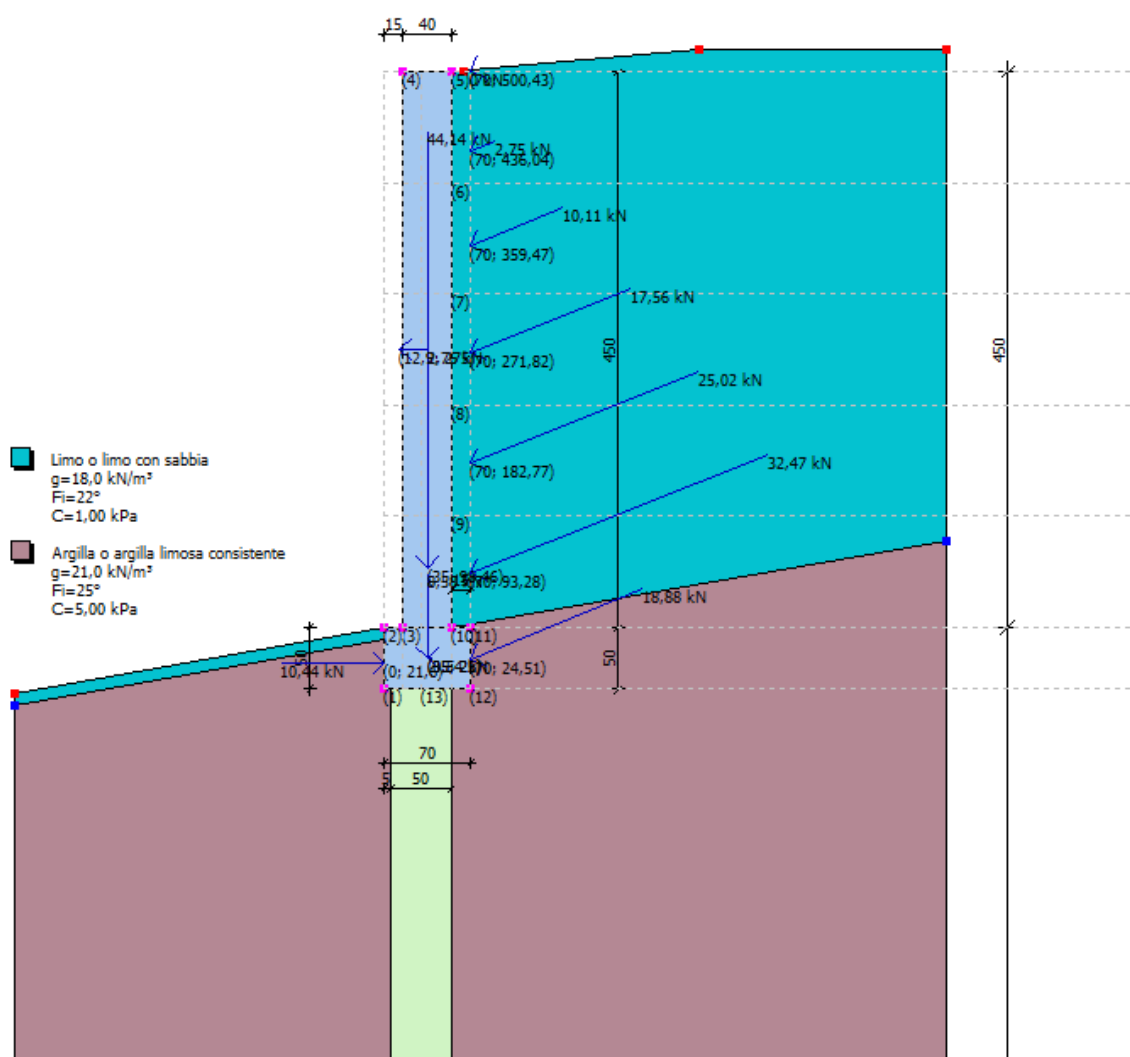 15 40
(4)
(5)
44,14 kN
2,75 kN
(70; 436,04)
(6)
10,11 kN
(70; 359,47)
17,56 kN
(7)
450
450
(70; 271,82)
25,02 kN
(8)
Limo o limo con sabbia
g=18,0 kN/m³
Fi=22°
C=1,00 kPa
32,47 kN
(70; 182,77)
(9)
Argilla o argilla limosa consistente
g=21,0 kN/m³
Fi=25°
C=5,00 kPa
(70; 93,28)
18,88 kN
(2)(3) (10)(11)
50
50
10,44 kN
(70; 24,51)
(1) (13) (12)
70
5 50